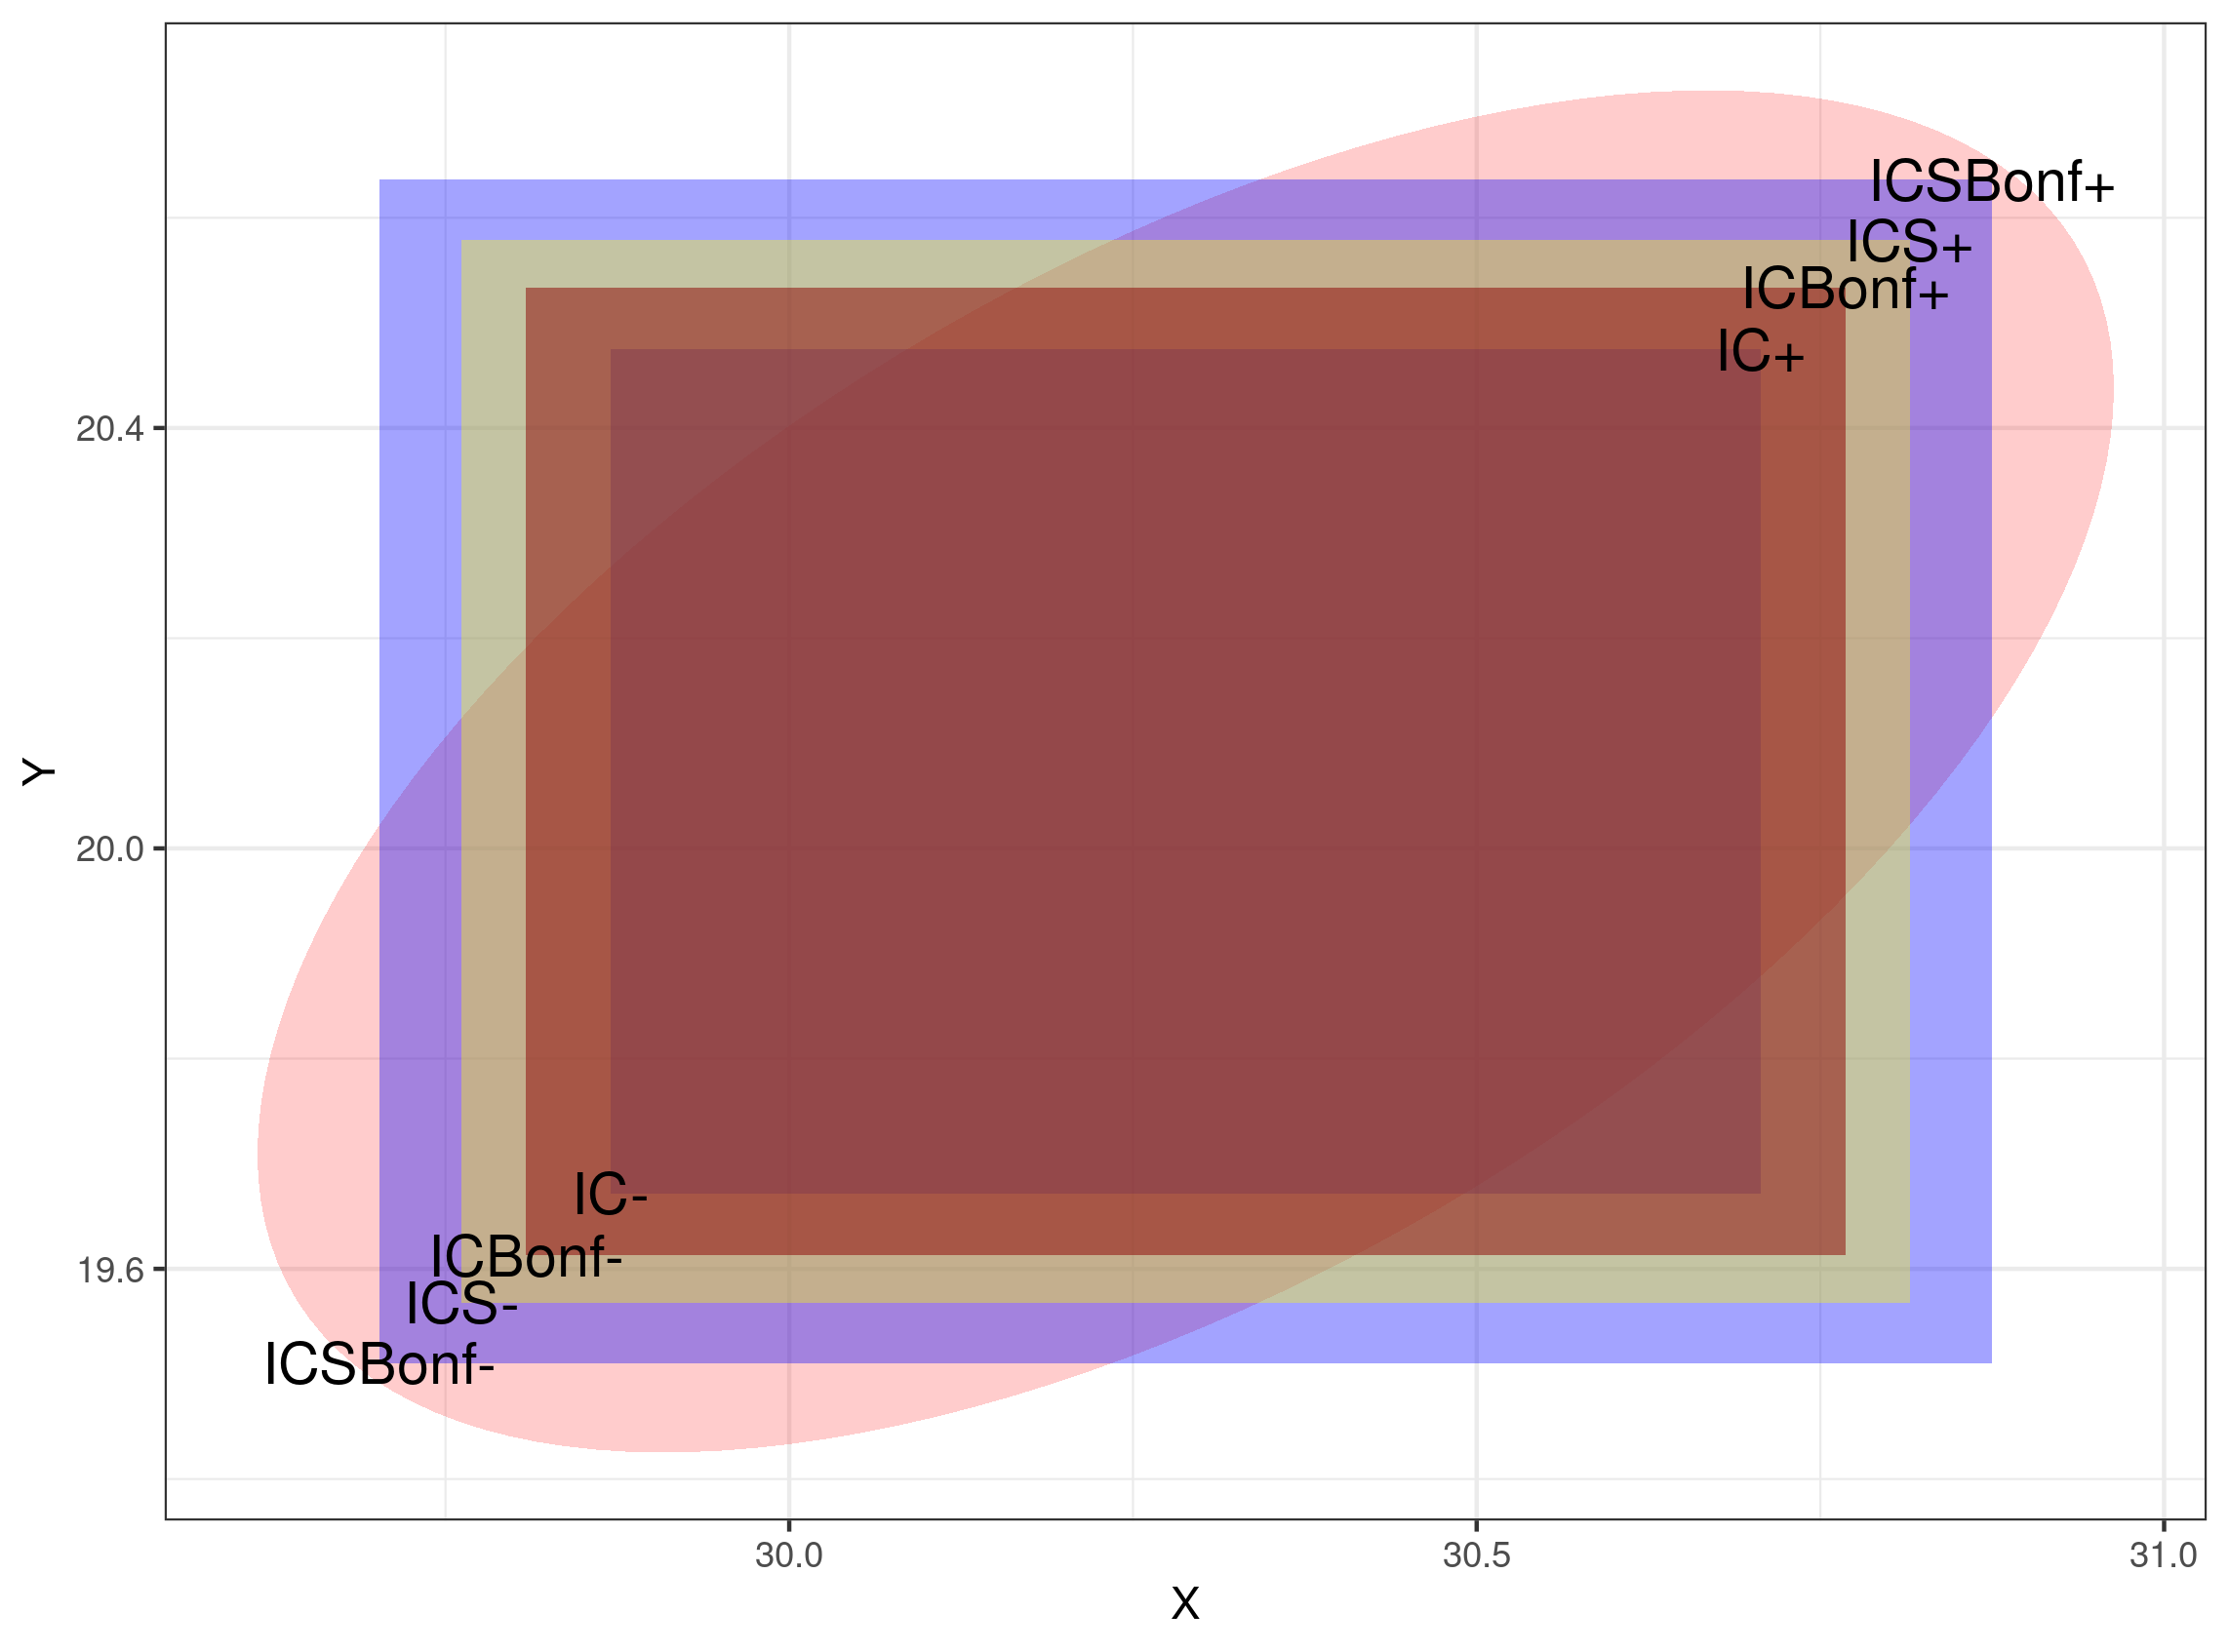 ICSBonf+
ICS+
ICBonf+
IC+
20.4
Y
20.0
IC-
ICBonf-
19.6
ICS-
ICSBonf-
30.0
30.5
31.0
X